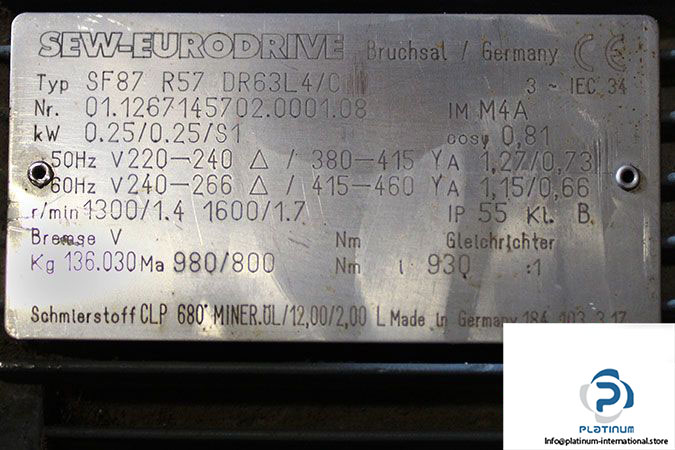 SEW-EURODRIVE Bruchsal / Germany CE
Typ SF87 R57 DR63L4/C 3 ~ IEC 34
Nr. 01.1267145702.0001.08 IM M4A
kW 0.25/0.25/S1 cosφ 0,81
50Hz V 220-240 △ / 380-415 Y A 1,27/0,73
60Hz V 240-266 △ / 415-460 Y A 1,15/0,66
r/min 1300/1.4 1600/1.7 IP 55 Kl. B
Bremse V Nm Gleichrichter
Kg 136.030 Ma 980/800 Nm i 930 :1
Schmierstoff CLP 680 MINER.ÖL/12,00/2,00 L Made in Germany 184 103 3.17
PLATINUM
Info@platinum-international.store